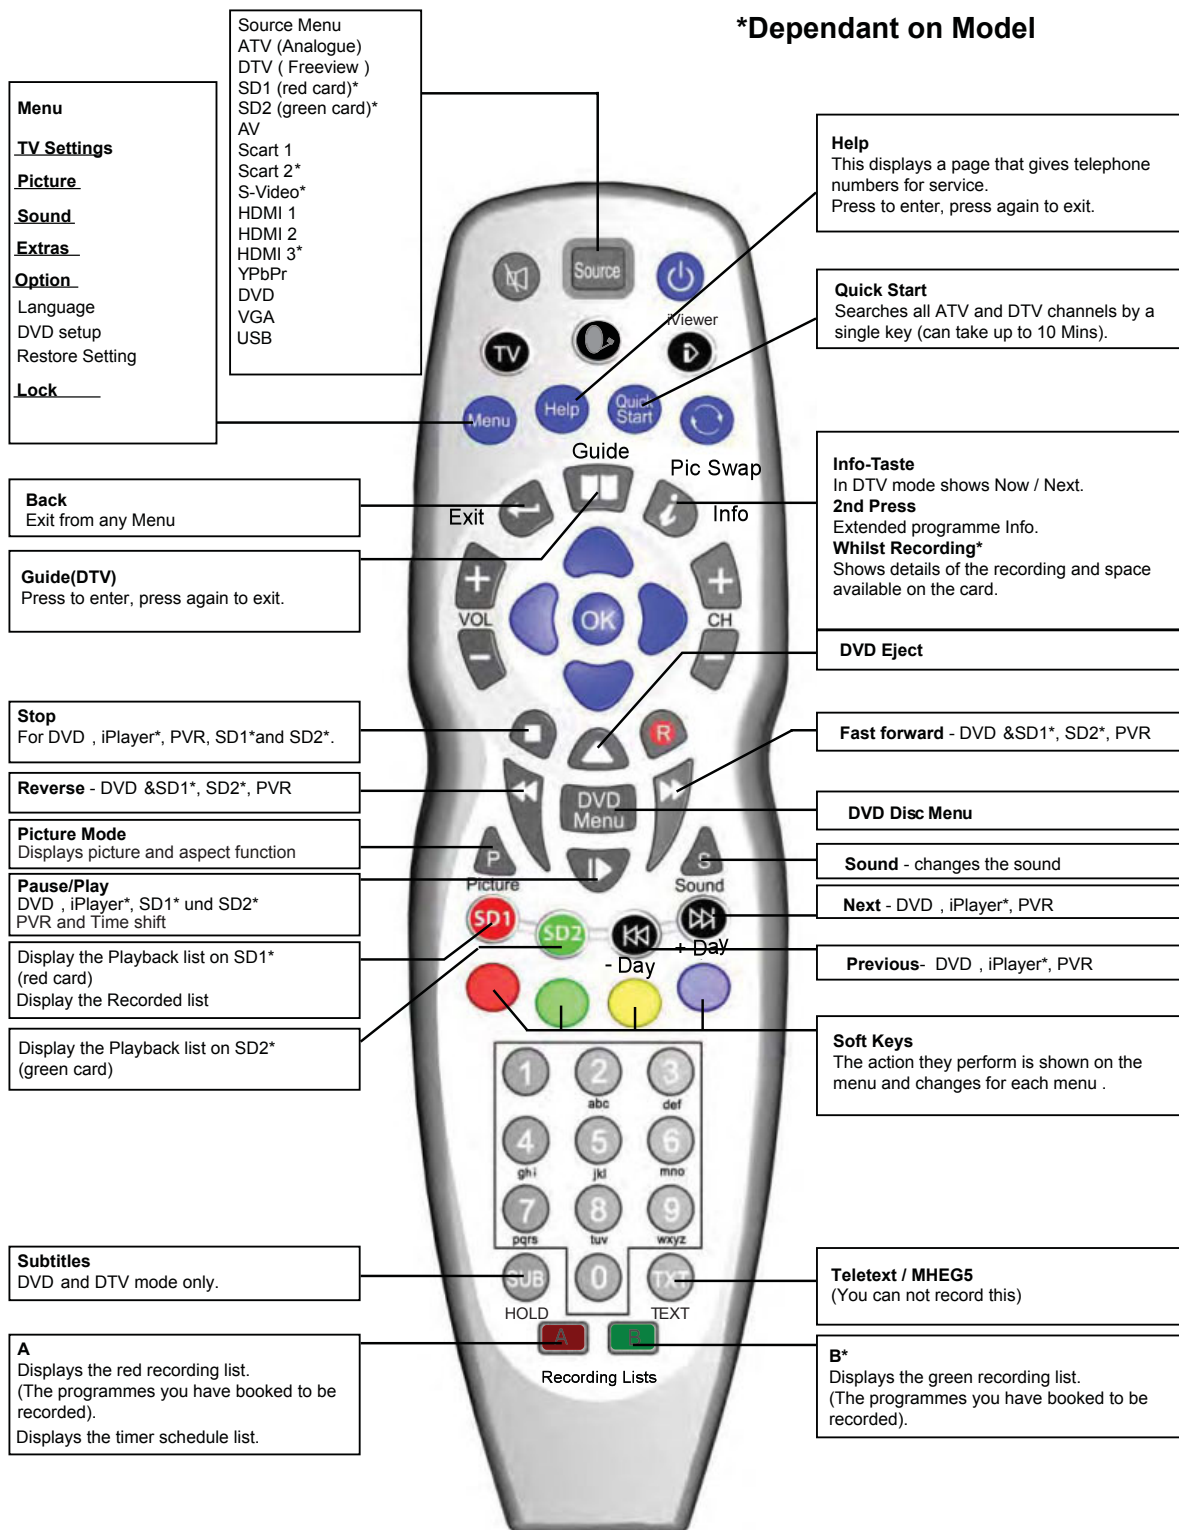 *Dependant on Model
Source Menu
ATV (Analogue)
DTV ( Freeview )
SD1 (red card)*
SD2 (green card)*
AV
Scart 1
Scart 2*
S-Video*
HDMI 1
HDMI 2
HDMI 3*
YPbPr
DVD
VGA
USB
Menu
TV Settings
Picture
Sound
Extras
Option
Language
DVD setup
Restore Setting
Lock
Back
Exit from any Menu
Guide(DTV)
Press to enter, press again to exit.
Stop
For DVD , iPlayer*, PVR, SD1*and SD2*.
Reverse - DVD &SD1*, SD2*, PVR
Picture Mode
Displays picture and aspect function
Pause/Play
DVD , iPlayer*, SD1* und SD2*
PVR and Time shift
Display the Playback list on SD1*
(red card)
Display the Recorded list
Display the Playback list on SD2*
(green card)
Subtitles
DVD and DTV mode only.
A
Displays the red recording list.
(The programmes you have booked to be
recorded).
Displays the timer schedule list.
Source
iViewer
TV
Menu
Help
Quick
Start
Guide
Pic Swap
Exit
i
Info
+
+
VOL
OK
CH
-
-
R
DVD
Menu
P
S
Picture
Sound
SD1
SD2
- Day
+ Day
1
2
3
abc
def
4
5
6
ghi
jkl
mno
7
8
9
pqrs
tuv
wxyz
SUB
0
TXT
HOLD
TEXT
A
B
Recording Lists
Help
This displays a page that gives telephone
numbers for service.
Press to enter, press again to exit.
Quick Start
Searches all ATV and DTV channels by a
single key (can take up to 10 Mins).
Info-Taste
In DTV mode shows Now / Next.
2nd Press
Extended programme Info.
Whilst Recording*
Shows details of the recording and space
available on the card.
DVD Eject
Fast forward - DVD &SD1*, SD2*, PVR
DVD Disc Menu
Sound - changes the sound
Next - DVD , iPlayer*, PVR
Previous- DVD , iPlayer*, PVR
Soft Keys
The action they perform is shown on the
menu and changes for each menu .
Teletext / MHEG5
(You can not record this)
B*
Displays the green recording list.
(The programmes you have booked to be
recorded).